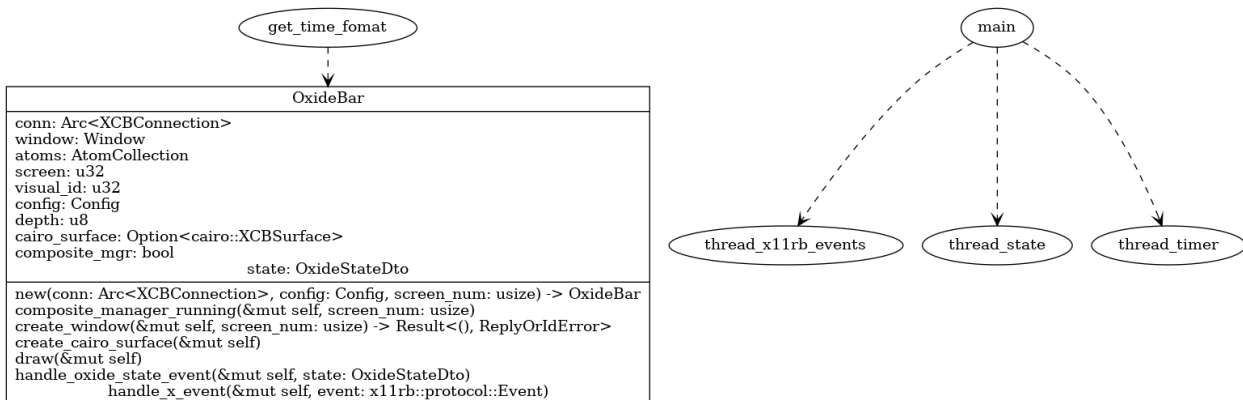 get_time_fomat
main
OxideBar
conn: Arc<XCBConnection>
window: Window
atoms: AtomCollection
screen: u32
visual_id: u32
config: Config
depth: u8
cairo_surface: Option<cairo::XCBSurface>
composite_mgr: bool
state: OxideStateDto
thread_x11rb_events
thread_state
thread_timer
new(conn: Arc<XCBConnection>, config: Config, screen_num: usize) -> OxideBar
composite_manager_running(&mut self, screen_num: usize)
create_window(&mut self, screen_num: usize) -> Result<(), ReplyOrIdError>
create_cairo_surface(&mut self)
draw(&mut self)
handle_oxide_state_event(&mut self, state: OxideStateDto)
handle_x_event(&mut self, event: x11rb::protocol::Event)